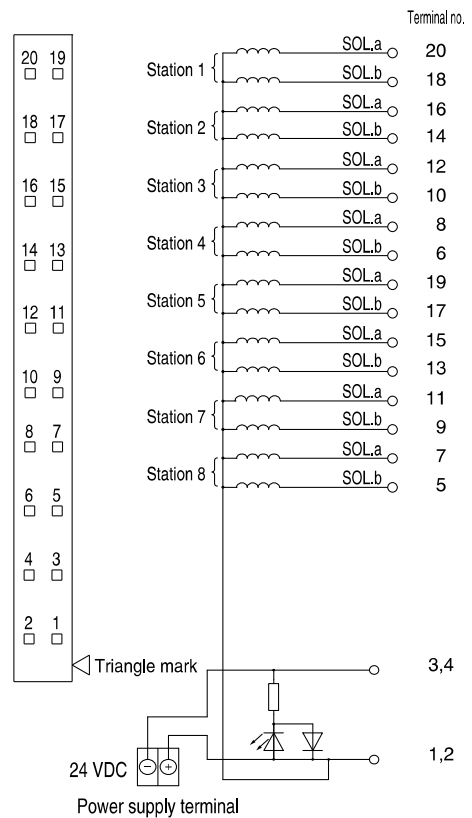 Terminal no.
20 19
18 17
16 15
14 13
12 11
10 9
8 7
6 5
4 3
2 1
Triangle mark
Station 1 SOL.a 20
SOL.b 18
Station 2 SOL.a 16
SOL.b 14
Station 3 SOL.a 12
SOL.b 10
Station 4 SOL.a 8
SOL.b 6
Station 5 SOL.a 19
SOL.b 17
Station 6 SOL.a 15
SOL.b 13
Station 7 SOL.a 11
SOL.b 9
Station 8 SOL.a 7
SOL.b 5
3,4
1,2
24 VDC − +
Power supply terminal